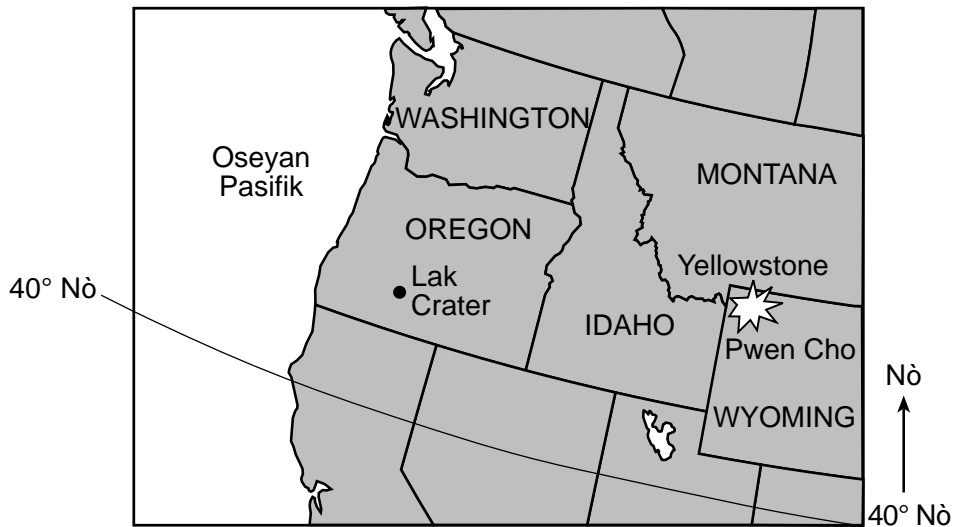 WASHINGTON
Oseyan
Pasifik
MONTANA
OREGON
Yellowstone
40° Nò
Lak
Crater
IDAHO
Pwen Cho
Nò
WYOMING
40° Nò